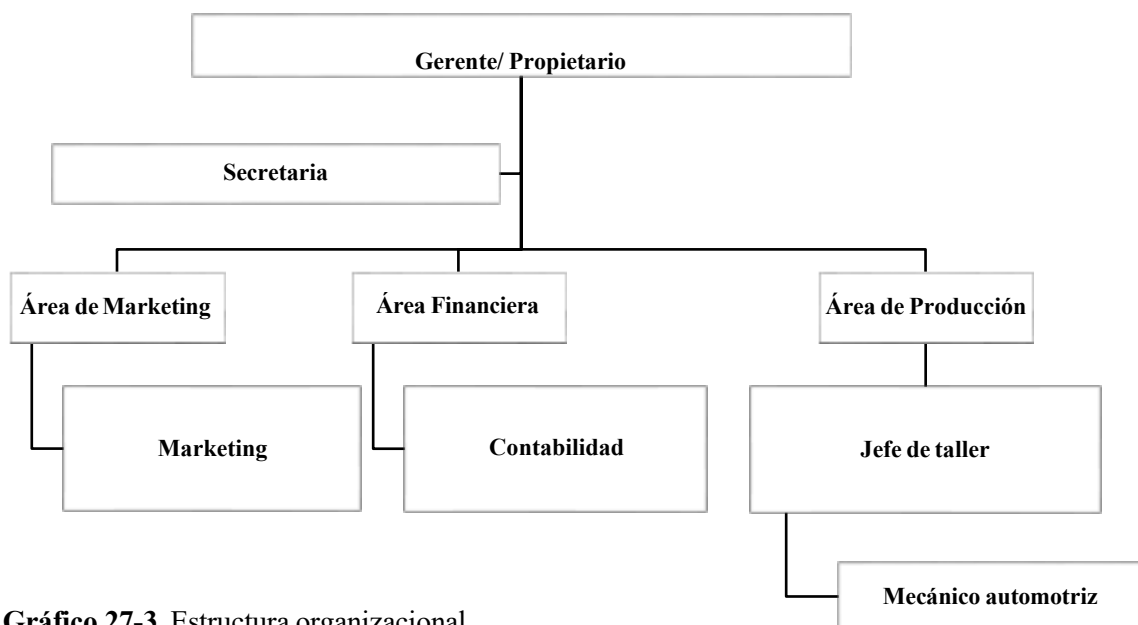 Gerente/ Propietario
Secretaria
Área de Marketing
Área Financiera
Área de Producción
Marketing
Contabilidad
Jefe de taller
Mecánico automotriz
Gráfico 27-3. Estructura organizacional